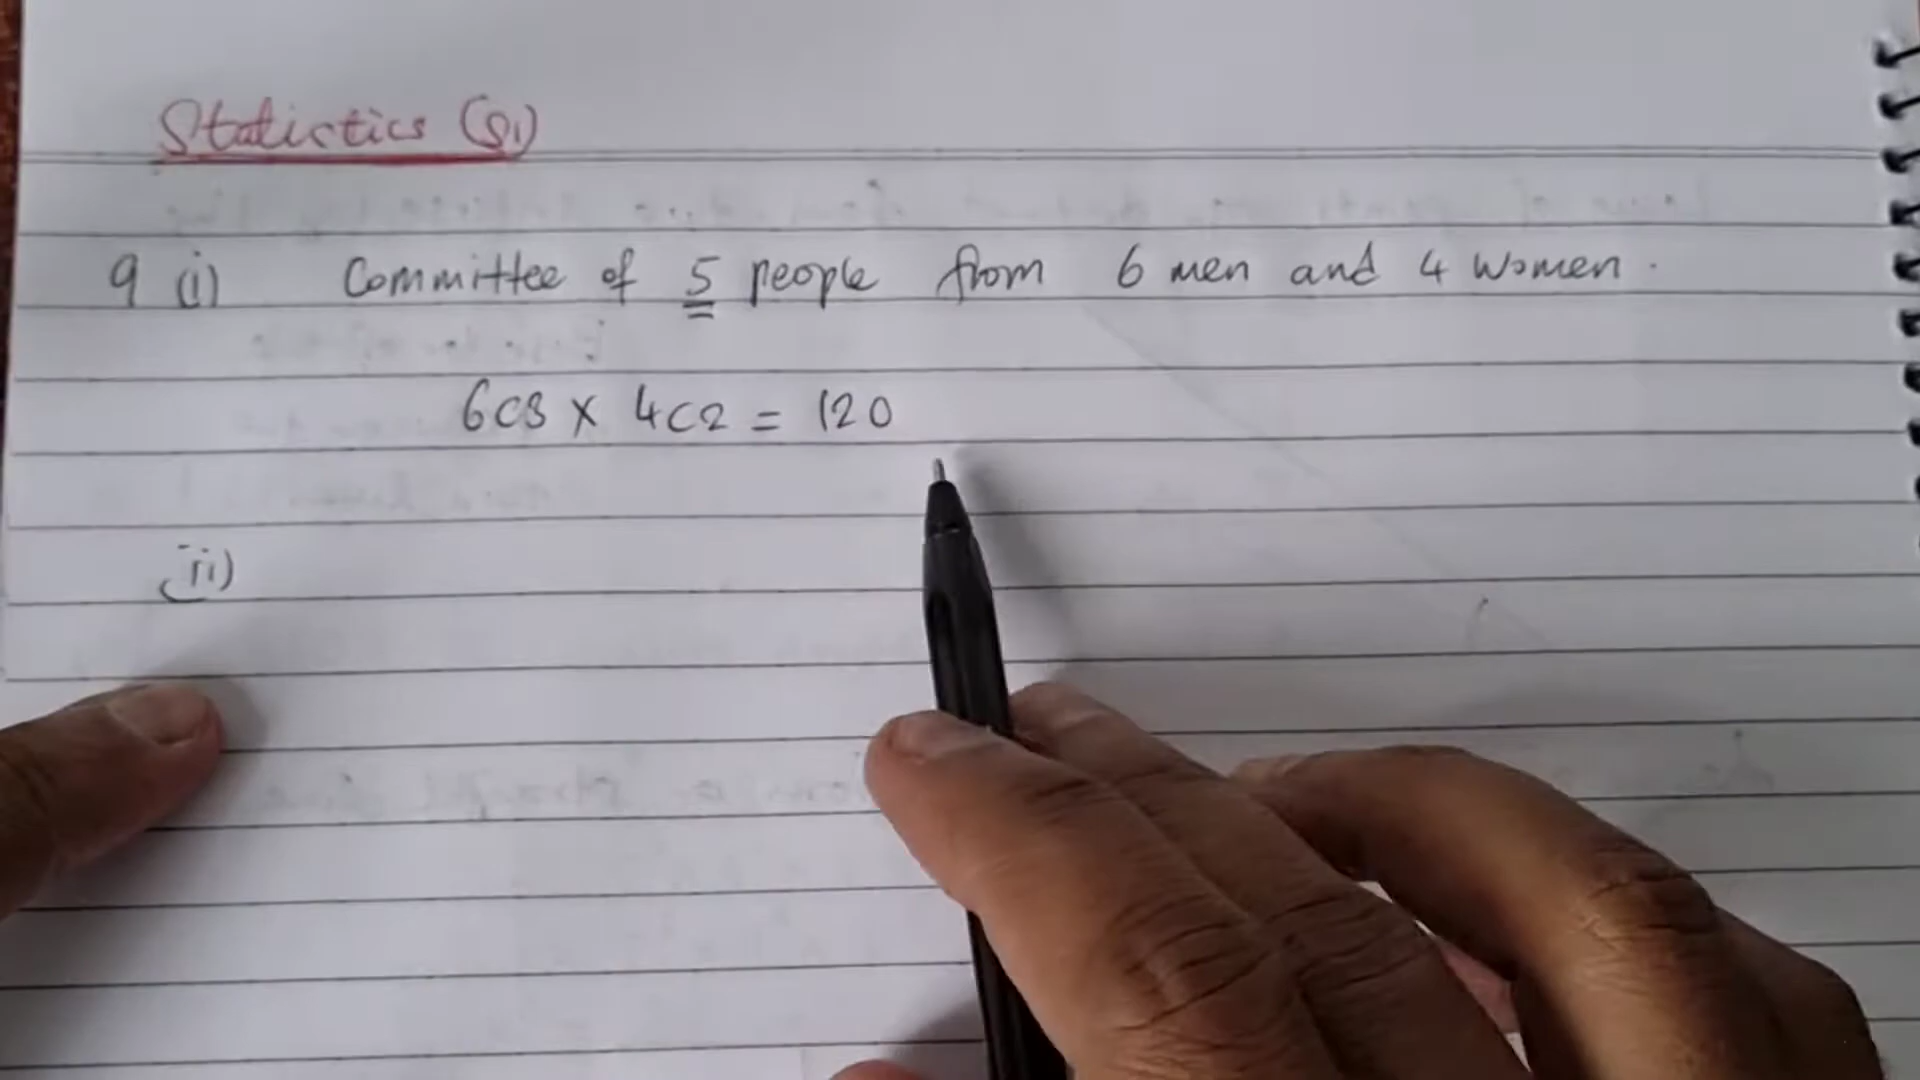 Statistics (S1)
9 (i) Committee of 5 people from 6 men and 4 women.
6C3 x 4C2 = 120
(ii)